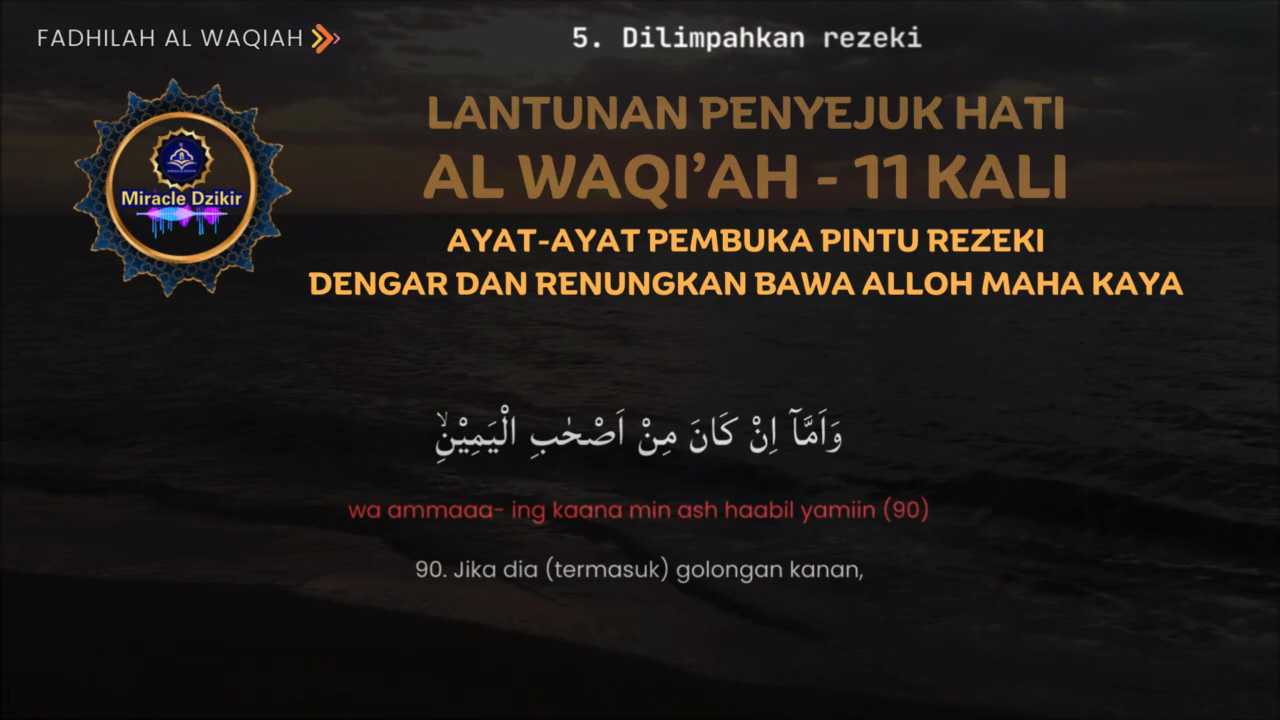 FADHILAH AL WAQIAH
5. Dilimpahkan rezeki
LANTUNAN PENYEJUK HATI
AL WAQI’AH - 11 KALI
AYAT-AYAT PEMBUKA PINTU REZEKI
DENGAR DAN RENUNGKAN BAWA ALLOH MAHA KAYA
Miracle Dzikir
وَاَمَّآ اِنْ كَانَ مِنْ اَصْحٰبِ الْيَمِيْنِۙ
wa ammaaa- ing kaana min ash haabil yamiin (90)
90. Jika dia (termasuk) golongan kanan,